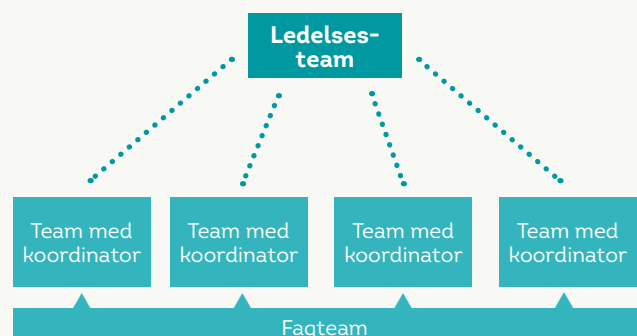 Ledelses-
team
Team med
koordinator
Team med
koordinator
Team med
koordinator
Team med
koordinator
Fagteam